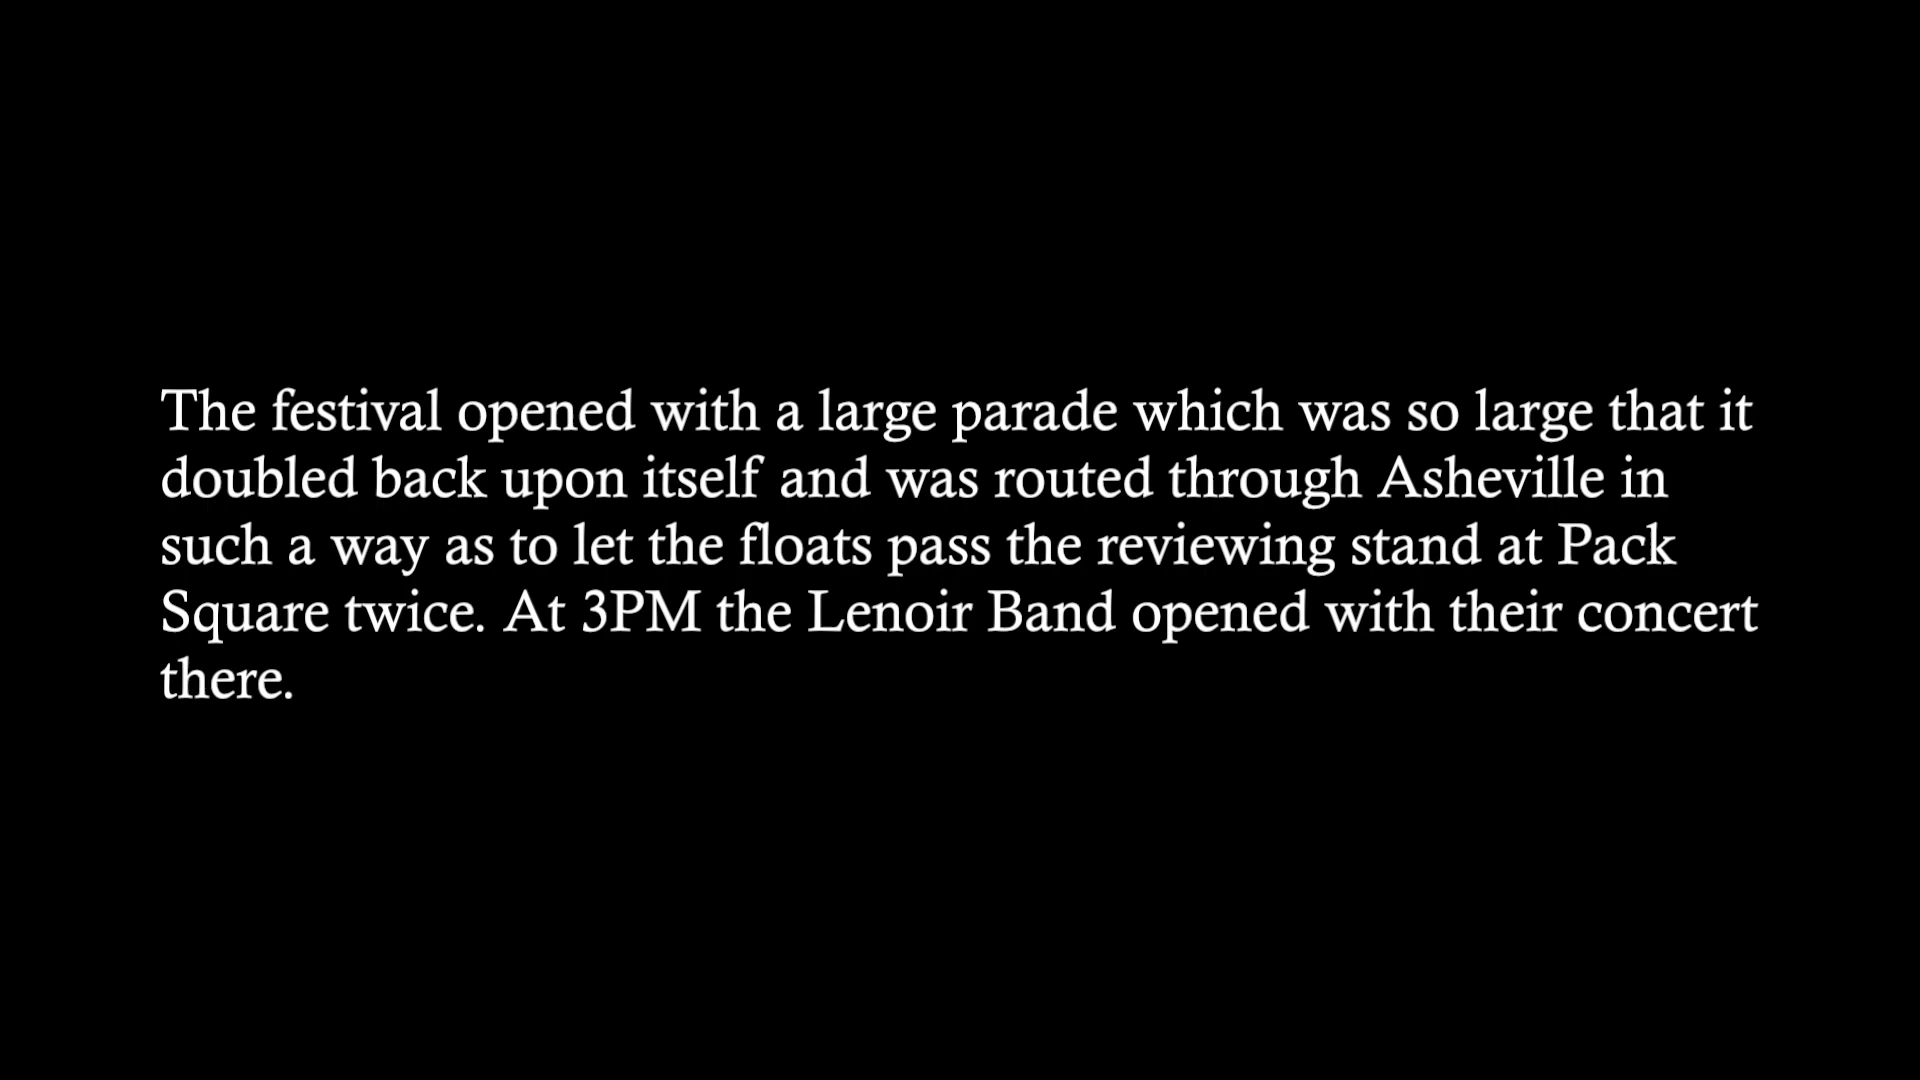 The festival opened with a large parade which was so large that it
doubled back upon itself and was routed through Asheville in
such a way as to let the floats pass the reviewing stand at Pack
Square twice. At 3PM the Lenoir Band opened with their concert
there.